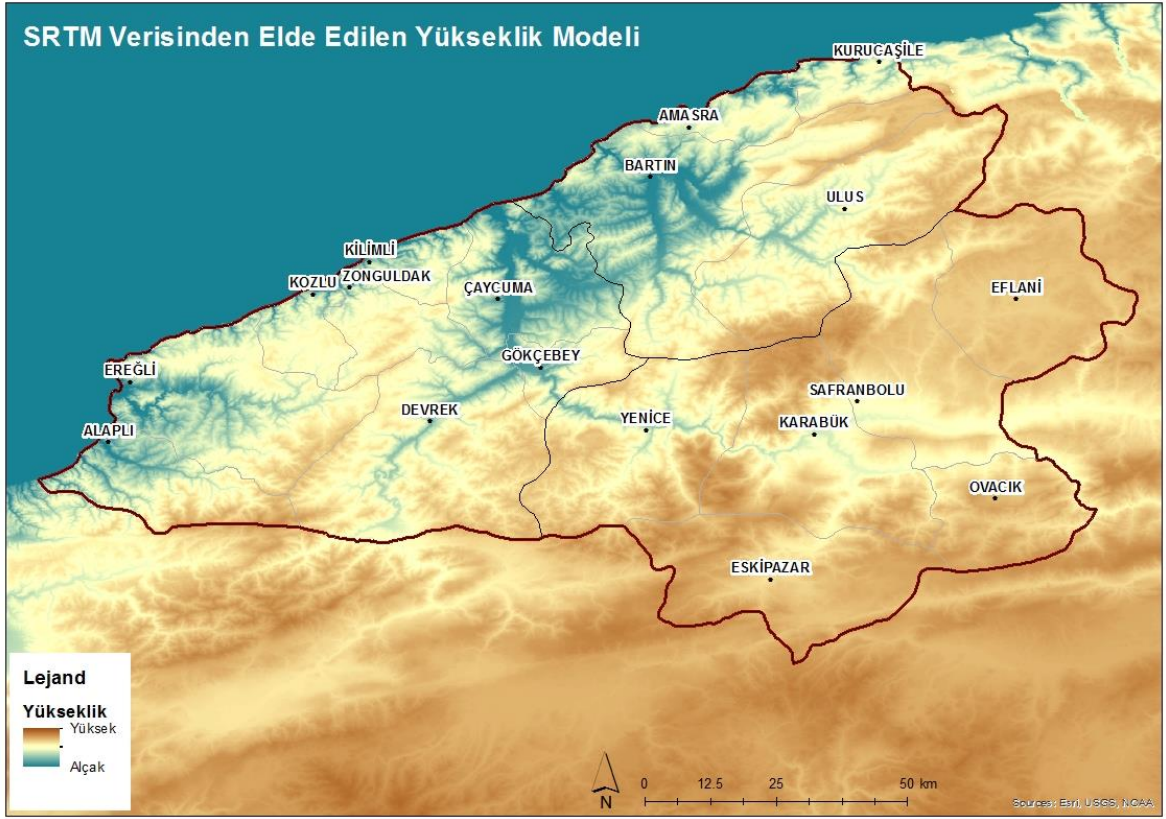 SRTM Verisinden Elde Edilen Yükseklik Modeli
KURUCAŞİLE
AMASRA
BARTIN
ULUS
KİLİMLİ
KOZLU
ZONGULDAK
ÇAYCUMA
EFLANİ
GÖKÇEBEY
EREĞLİ
SAFRANBOLU
DEVREK
YENİCE
KARABÜK
ALAPLI
OVACIK
ESKİPAZAR
Lejand
Yükseklik
Yüksek
Alçak
N
0 12.5 25 50 km
Sources: Esri, USGS, NOAA